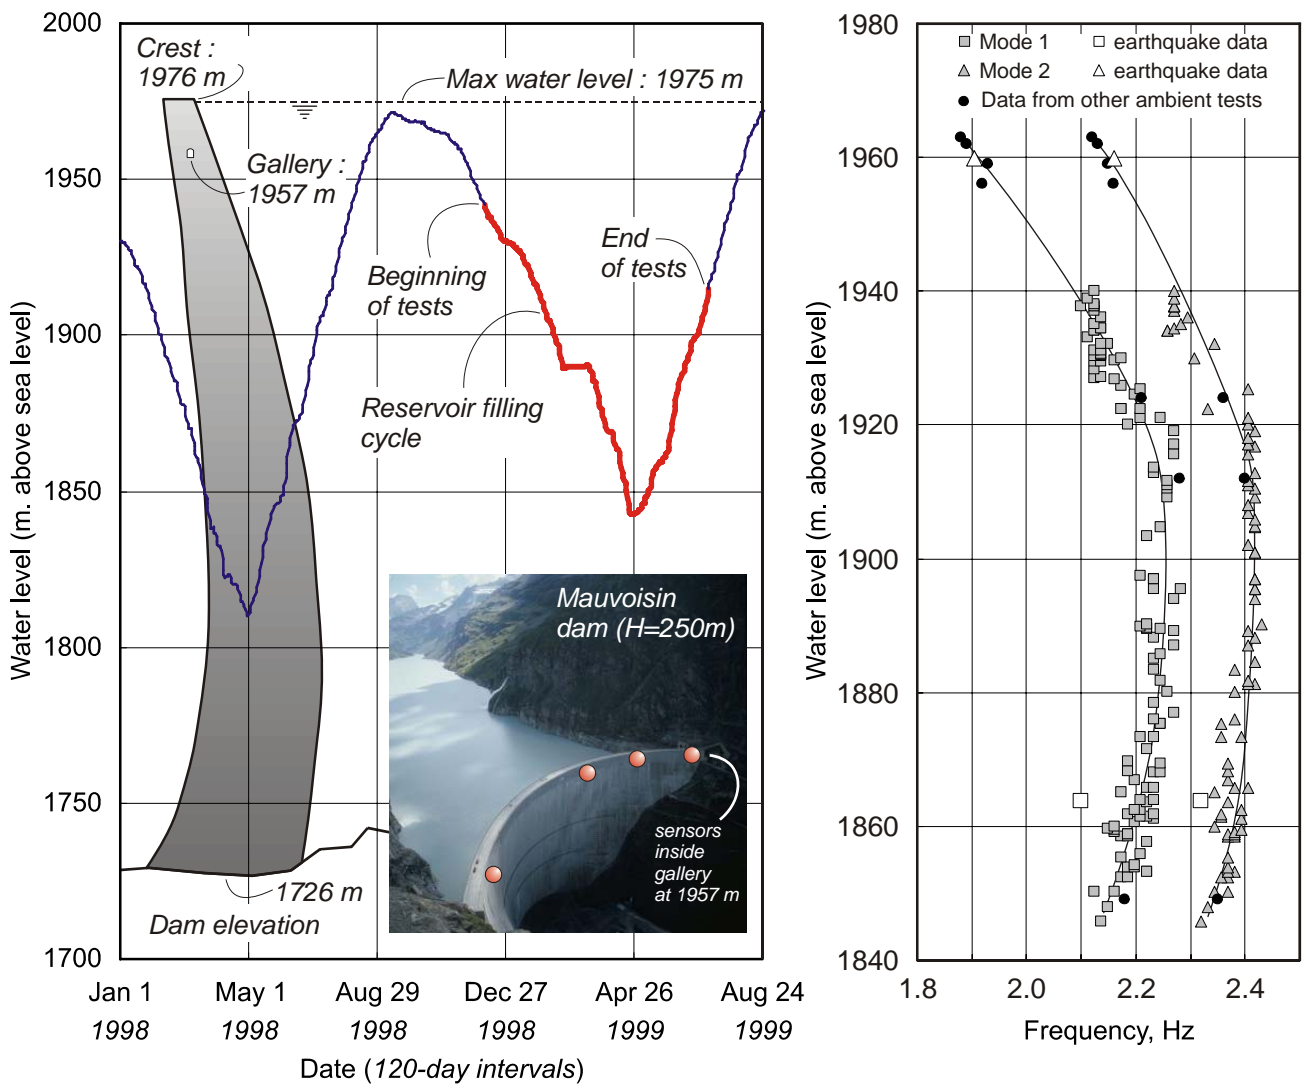 2000
1950
1900
1850
1800
1750
1700
Water level (m. above sea level)
Crest :
1976 m
Max water level : 1975 m
Gallery :
1957 m
Beginning
of tests
End
of tests
Reservoir filling
cycle
Mauvoisin
dam (H=250m)
sensors
inside
gallery
at 1957 m
1726 m
Dam elevation
Jan 1
1998
May 1
1998
Aug 29
1998
Dec 27
1998
Apr 26
1999
Aug 24
1999
Date (120-day intervals)
1980
1960
1940
1920
1900
1880
1860
1840
Water level (m. above sea level)
Mode 1
earthquake data
Mode 2
earthquake data
Data from other ambient tests
1.8
2.0
2.2
2.4
Frequency, Hz